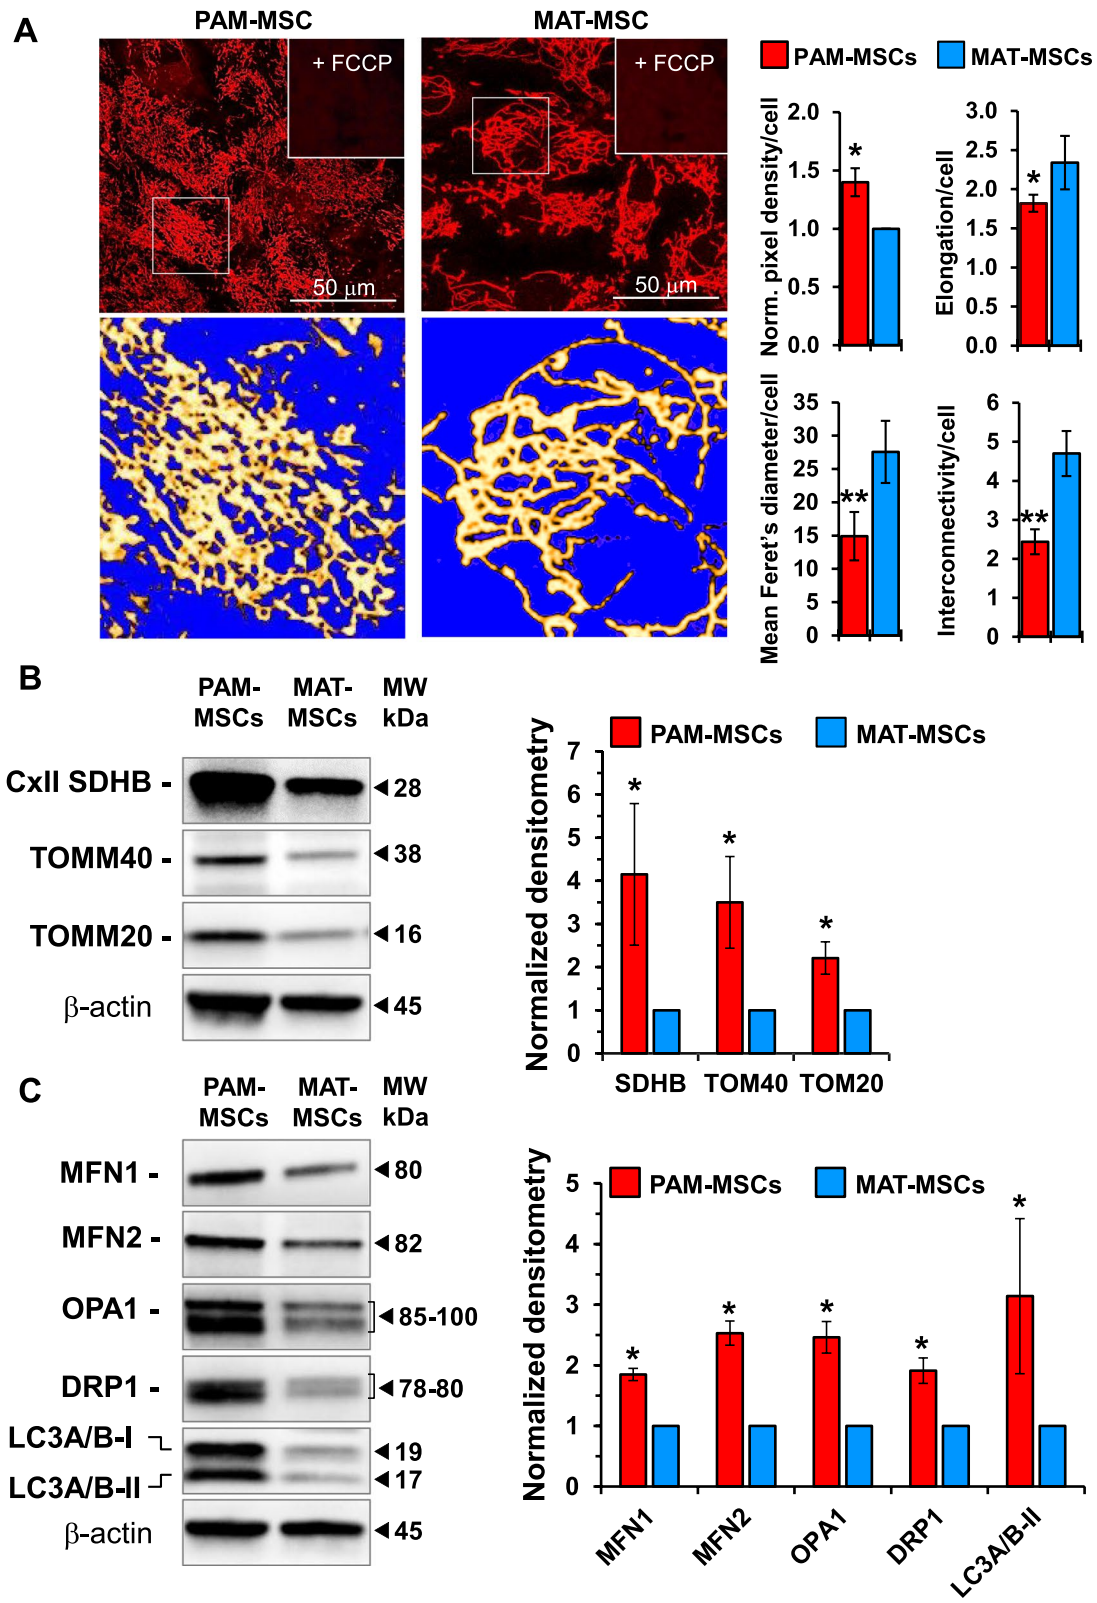 A
PAM-MSC
MAT-MSC
+ FCCP
+ FCCP
50 μm
50 μm
PAM-MSCs
MAT-MSCs
Norm. pixel density/cell
2.0
1.5
1.0
0.5
0.0
*
Elongation/cell
3.0
2.5
2.0
1.5
1.0
0.5
0.0
*
Mean Feret's diameter/cell
35
30
25
20
15
10
5
0
**
Interconnectivity/cell
6
5
4
3
2
1
0
**
B
PAM-
MSCs
MAT-
MSCs
MW
kDa
CxII SDHB -
28
TOMM40 -
38
TOMM20 -
16
β-actin
45
PAM-MSCs
MAT-MSCs
Normalized densitometry
7
6
5
4
3
2
1
0
*
*
*
SDHB TOM40 TOM20
C
PAM-
MSCs
MAT-
MSCs
MW
kDa
MFN1 -
80
MFN2 -
82
OPA1 -
85-100
DRP1 -
78-80
LC3A/B-I
19
LC3A/B-II
17
β-actin
45
PAM-MSCs
MAT-MSCs
Normalized densitometry
5
4
3
2
1
0
*
*
*
*
*
MFN1
MFN2
OPA1
DRP1
LC3A/B-II